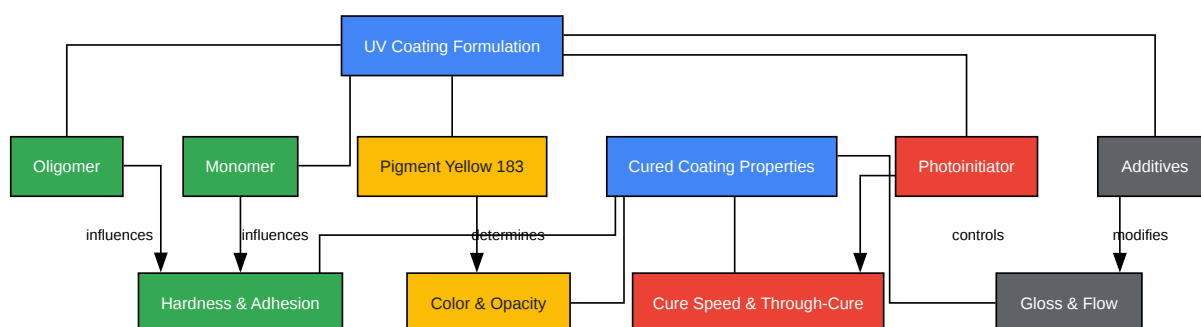 UV Coating Formulation
Oligomer
Monomer
Pigment Yellow 183
Cured Coating Properties
Photoinitiator
Additives
influences
influences
determines
controls
modifies
Hardness & Adhesion
Color & Opacity
Cure Speed & Through-Cure
Gloss & Flow